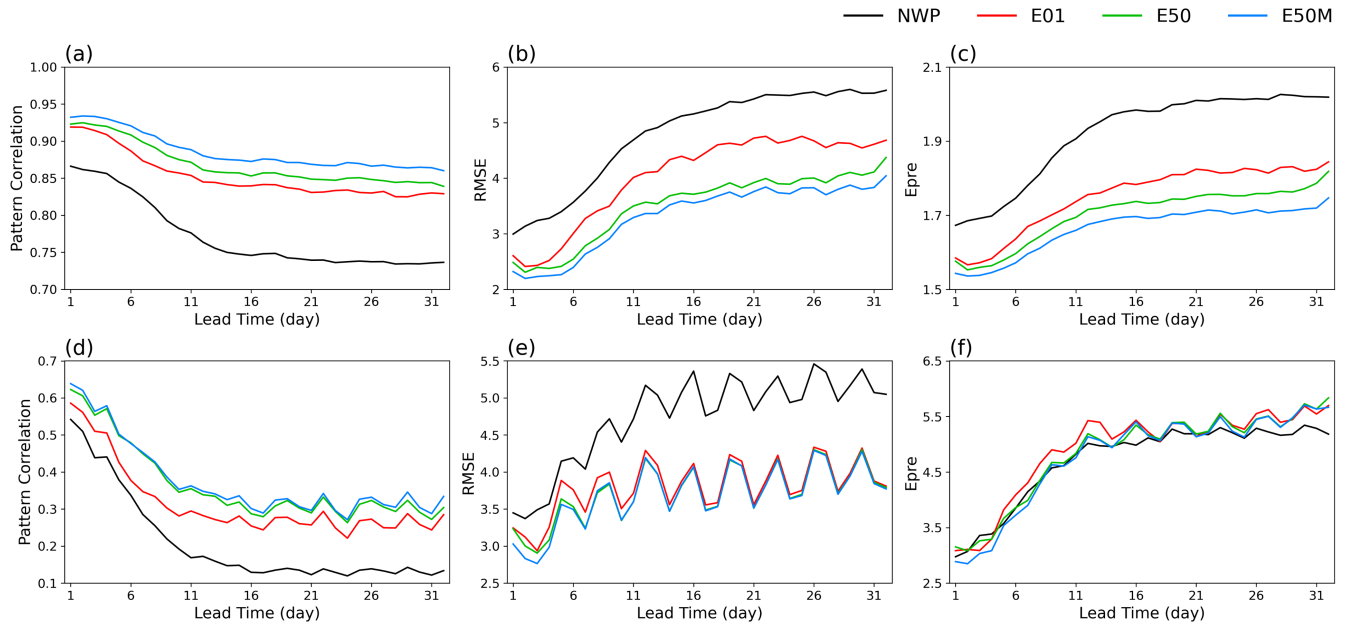 NWP E01 E50 E50M
(a) (b) (c)
Pattern Correlation
1.00
0.95
0.90
0.85
0.80
0.75
0.70
1 6 11 16 21 26 31
Lead Time (day)
RMSE
6
5
4
3
2
1 6 11 16 21 26 31
Lead Time (day)
Epre
2.1
1.9
1.7
1.5
1 6 11 16 21 26 31
Lead Time (day)
(d) (e) (f)
Pattern Correlation
0.7
0.6
0.5
0.4
0.3
0.2
0.1
1 6 11 16 21 26 31
Lead Time (day)
RMSE
5.5
5.0
4.5
4.0
3.5
3.0
2.5
1 6 11 16 21 26 31
Lead Time (day)
Epre
6.5
5.5
4.5
3.5
2.5
1 6 11 16 21 26 31
Lead Time (day)